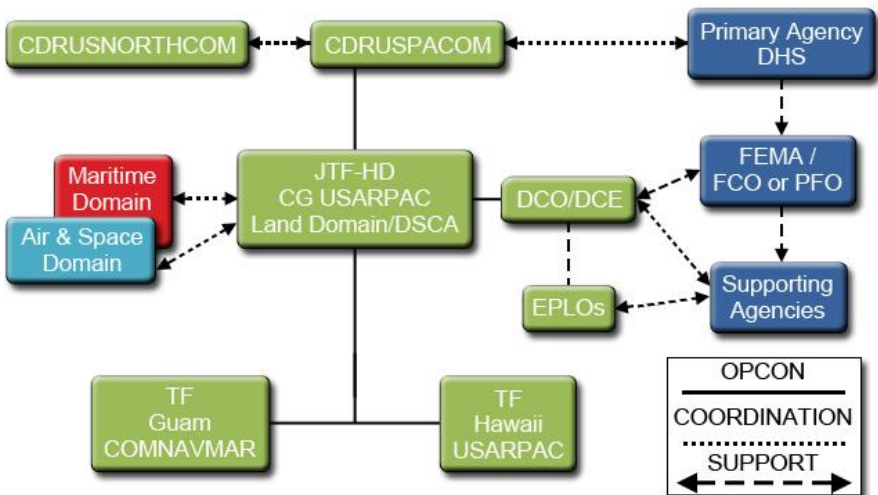 CDRUSNORTHCOM
CDRUSPACOM
Primary Agency
DHS
Maritime
Domain
Air & Space
Domain
JTF-HD
CG USARPAC
Land Domain/DSCA
DCO/DCE
FEMA /
FCO or PFO
EPLOs
Supporting
Agencies
TF
Guam
COMNAVMAR
TF
Hawaii
USARPAC
OPCON
COORDINATION
SUPPORT